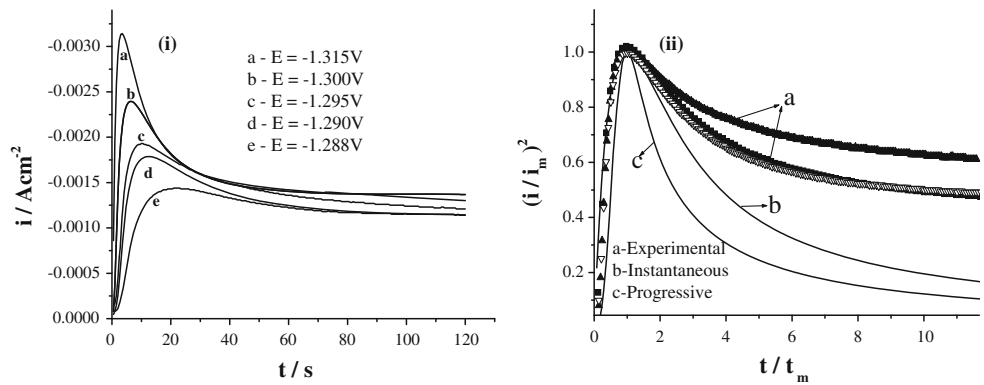 (i)
a - E = -1.315V
b - E = -1.300V
c - E = -1.295V
d - E = -1.290V
e - E = -1.288V
a
b
c
d
e
-0.0030
-0.0025
-0.0020
-0.0015
-0.0010
-0.0005
0.0000
i / Acm⁻²
0 20 40 60 80 100 120
t / s
(ii)
a
b
c
a-Experimental
b-Instantaneous
c-Progressive
1.0
0.8
0.6
0.4
0.2
(i / iₘ)²
0 2 4 6 8 10
t / tₘ